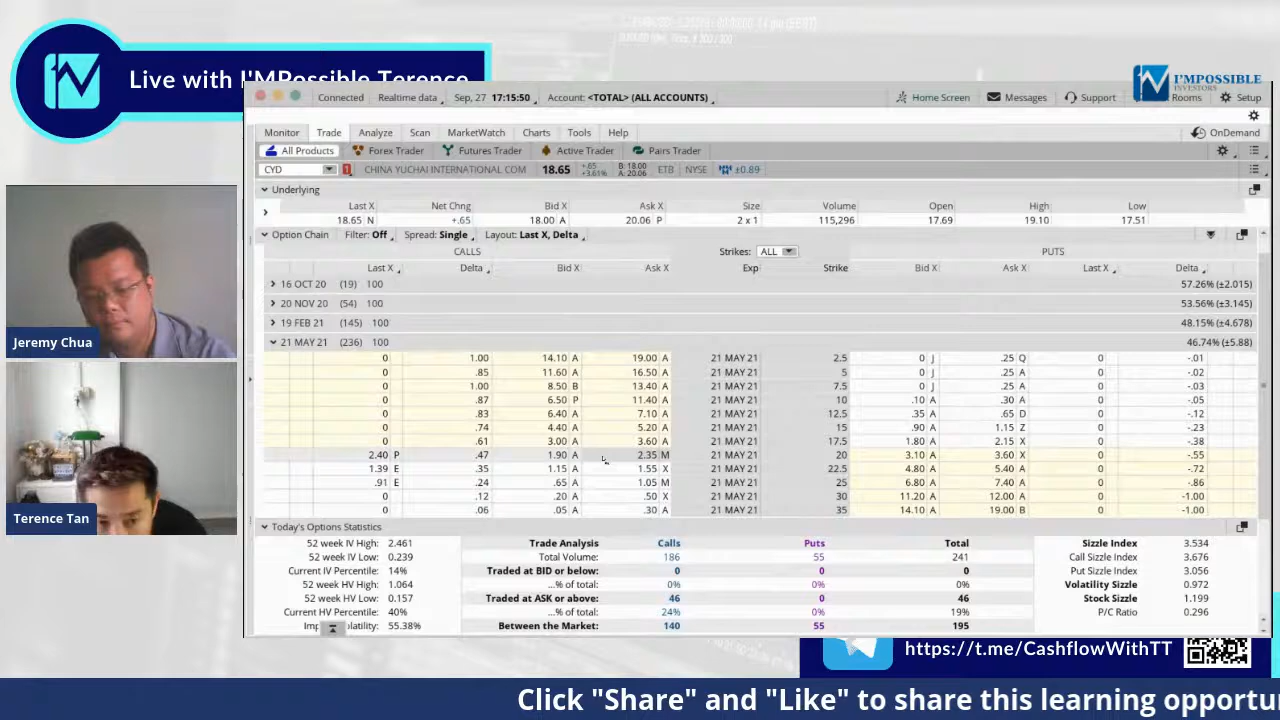 Live with I'MPossible Terence
I'MPOSSIBLE
INVESTORS
Connected Realtime data Sep, 27 17:15:50 Account: <TOTAL> (ALL ACCOUNTS) Home Screen Messages Support Rooms Setup
Monitor Trade Analyze Scan MarketWatch Charts Tools Help OnDemand
All Products Forex Trader Futures Trader Active Trader Pairs Trader
CYD 1 CHINA YUCHAI INTERNATIONAL COM 18.65 +.65 +3.61% B: 18.00 A: 20.06 ETB NYSE ±0.89
Underlying
Last X Net Chng Bid X Ask X Size Volume Open High Low
18.65 N +.65 18.00 A 20.06 P 2 x 1 115,296 17.69 19.10 17.51
Option Chain Filter: Off Spread: Single Layout: Last X, Delta
CALLS Strikes: ALL PUTS
Last X Delta Bid X Ask X Exp Strike Bid X Ask X Last X Delta
16 OCT 20 (19) 100 57.26% (±2.015)
20 NOV 20 (54) 100 53.56% (±3.145)
19 FEB 21 (145) 100 48.15% (±4.678)
21 MAY 21 (236) 100 46.74% (±5.88)
0 1.00 14.10 A 19.00 A 21 MAY 21 2.5 0 J .25 Q 0 -.01
0 .85 11.60 A 16.50 A 21 MAY 21 5 0 J .25 A 0 -.02
0 1.00 8.50 B 13.40 A 21 MAY 21 7.5 0 J .25 A 0 -.03
0 .87 6.50 P 11.40 A 21 MAY 21 10 .10 A .30 A 0 -.05
0 .83 6.40 A 7.10 A 21 MAY 21 12.5 .35 A .65 D 0 -.12
0 .74 4.40 A 5.20 A 21 MAY 21 15 .90 A 1.15 Z 0 -.23
0 .61 3.00 A 3.60 A 21 MAY 21 17.5 1.80 A 2.15 X 0 -.38
2.40 P .47 1.90 A 2.35 M 21 MAY 21 20 3.10 A 3.60 X 0 -.55
1.39 E .35 1.15 A 1.55 X 21 MAY 21 22.5 4.80 A 5.40 A 0 -.72
.91 E .24 .65 A 1.05 M 21 MAY 21 25 6.80 A 7.40 A 0 -.86
0 .12 .20 A .50 X 21 MAY 21 30 11.20 A 12.00 A 0 -1.00
0 .06 .05 A .30 A 21 MAY 21 35 14.10 A 19.00 B 0 -1.00
Today's Options Statistics
52 week IV High: 2.461 Trade Analysis Calls Puts Total Sizzle Index 3.534
52 week IV Low: 0.239 Total Volume: 186 55 241 Call Sizzle Index 3.676
Current IV Percentile: 14% Traded at BID or below: 0 0 0 Put Sizzle Index 3.056
52 week HV High: 1.064 ...% of total: 0% 0% 0% Volatility Sizzle 0.972
52 week HV Low: 0.157 Traded at ASK or above: 46 0 46 Stock Sizzle 1.199
Current HV Percentile: 40% ...% of total: 24% 0% 19% P/C Ratio 0.296
Imp latility: 55.38% Between the Market: 140 55 195
Jeremy Chua
Terence Tan
https://t.me/CashflowWithTT
Click "Share" and "Like" to share this learning opportu